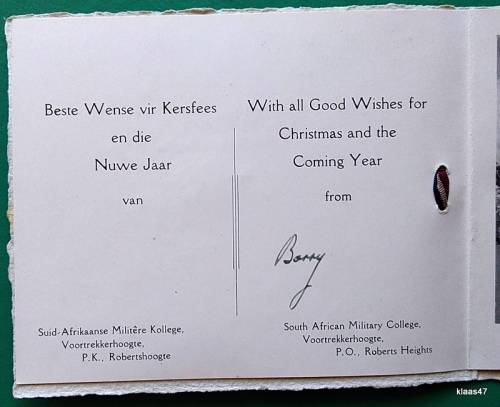 Beste Wense vir Kersfees
en die
Nuwe Jaar
van
Suid-Afrikaanse Militêre Kollege,
Voortrekkerhoogte,
P.K., Robertshoogte
With all Good Wishes for
Christmas and the
Coming Year
from
Barry
South African Military College,
Voortrekkerhoogte,
P.O., Roberts Heights
klaas47